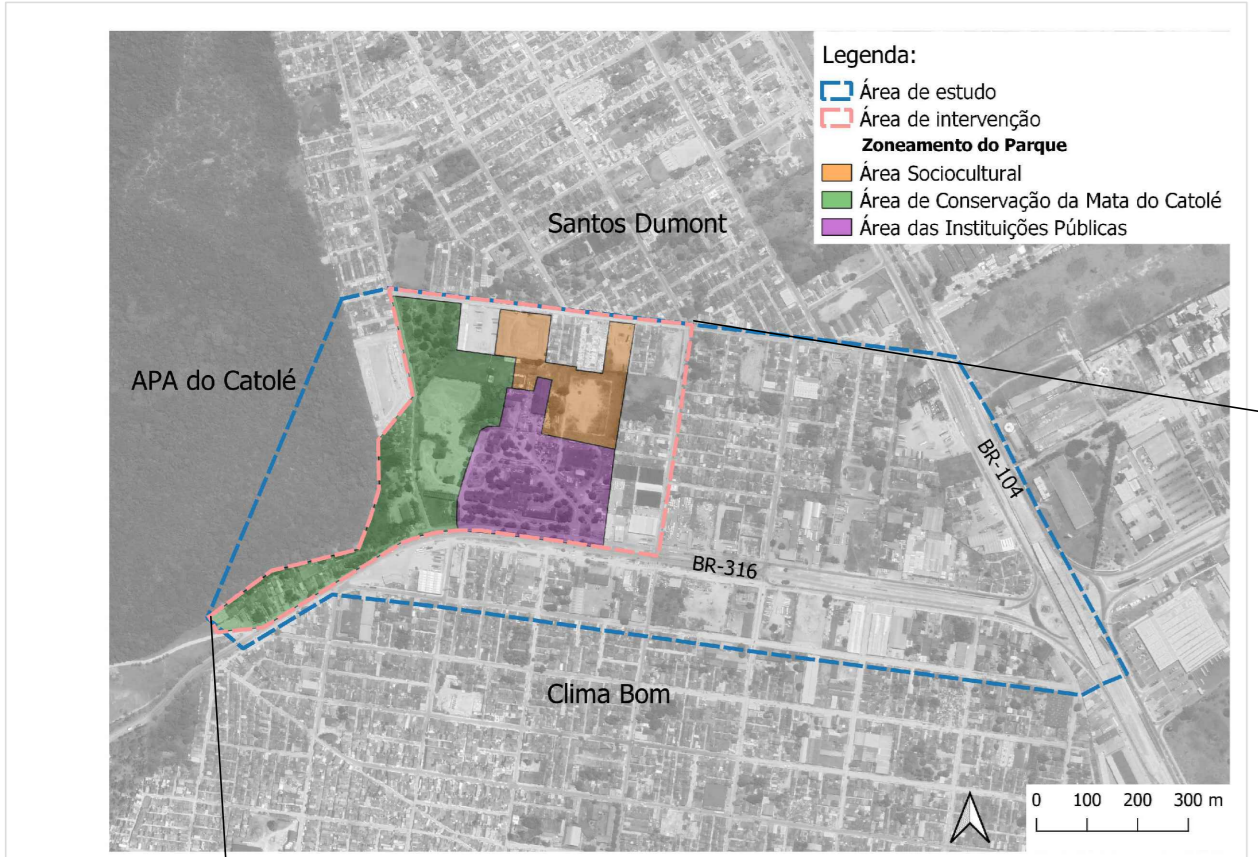 Legenda:
Área de estudo
Área de intervenção
Zoneamento do Parque
Área Sociocultural
Área de Conservação da Mata do Catolé
Área das Instituições Públicas
Santos Dumont
APA do Catolé
BR-104
BR-316
Clima Bom
0 100 200 300 m